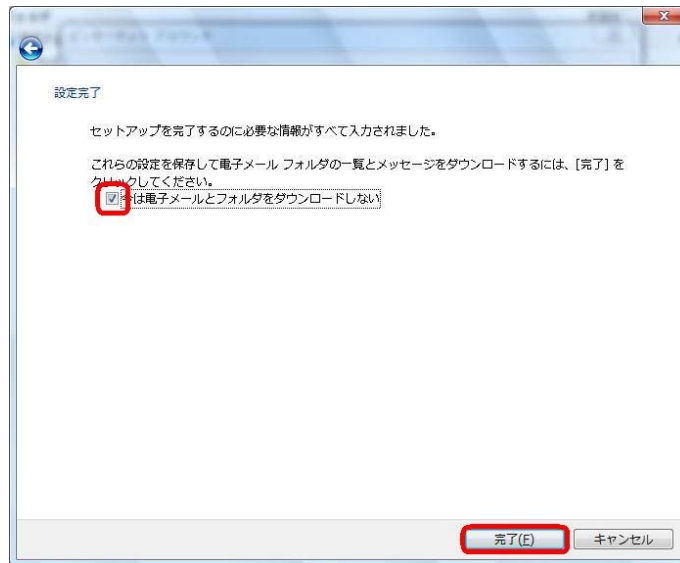 設定完了
セットアップを完了するのに必要な情報がすべて入力されました。
これらの設定を保存して電子メール フォルダの一覧とメッセージをダウンロードするには、[完了] を
クリックしてください。
今は電子メールとフォルダをダウンロードしない
完了(F)
キャンセル